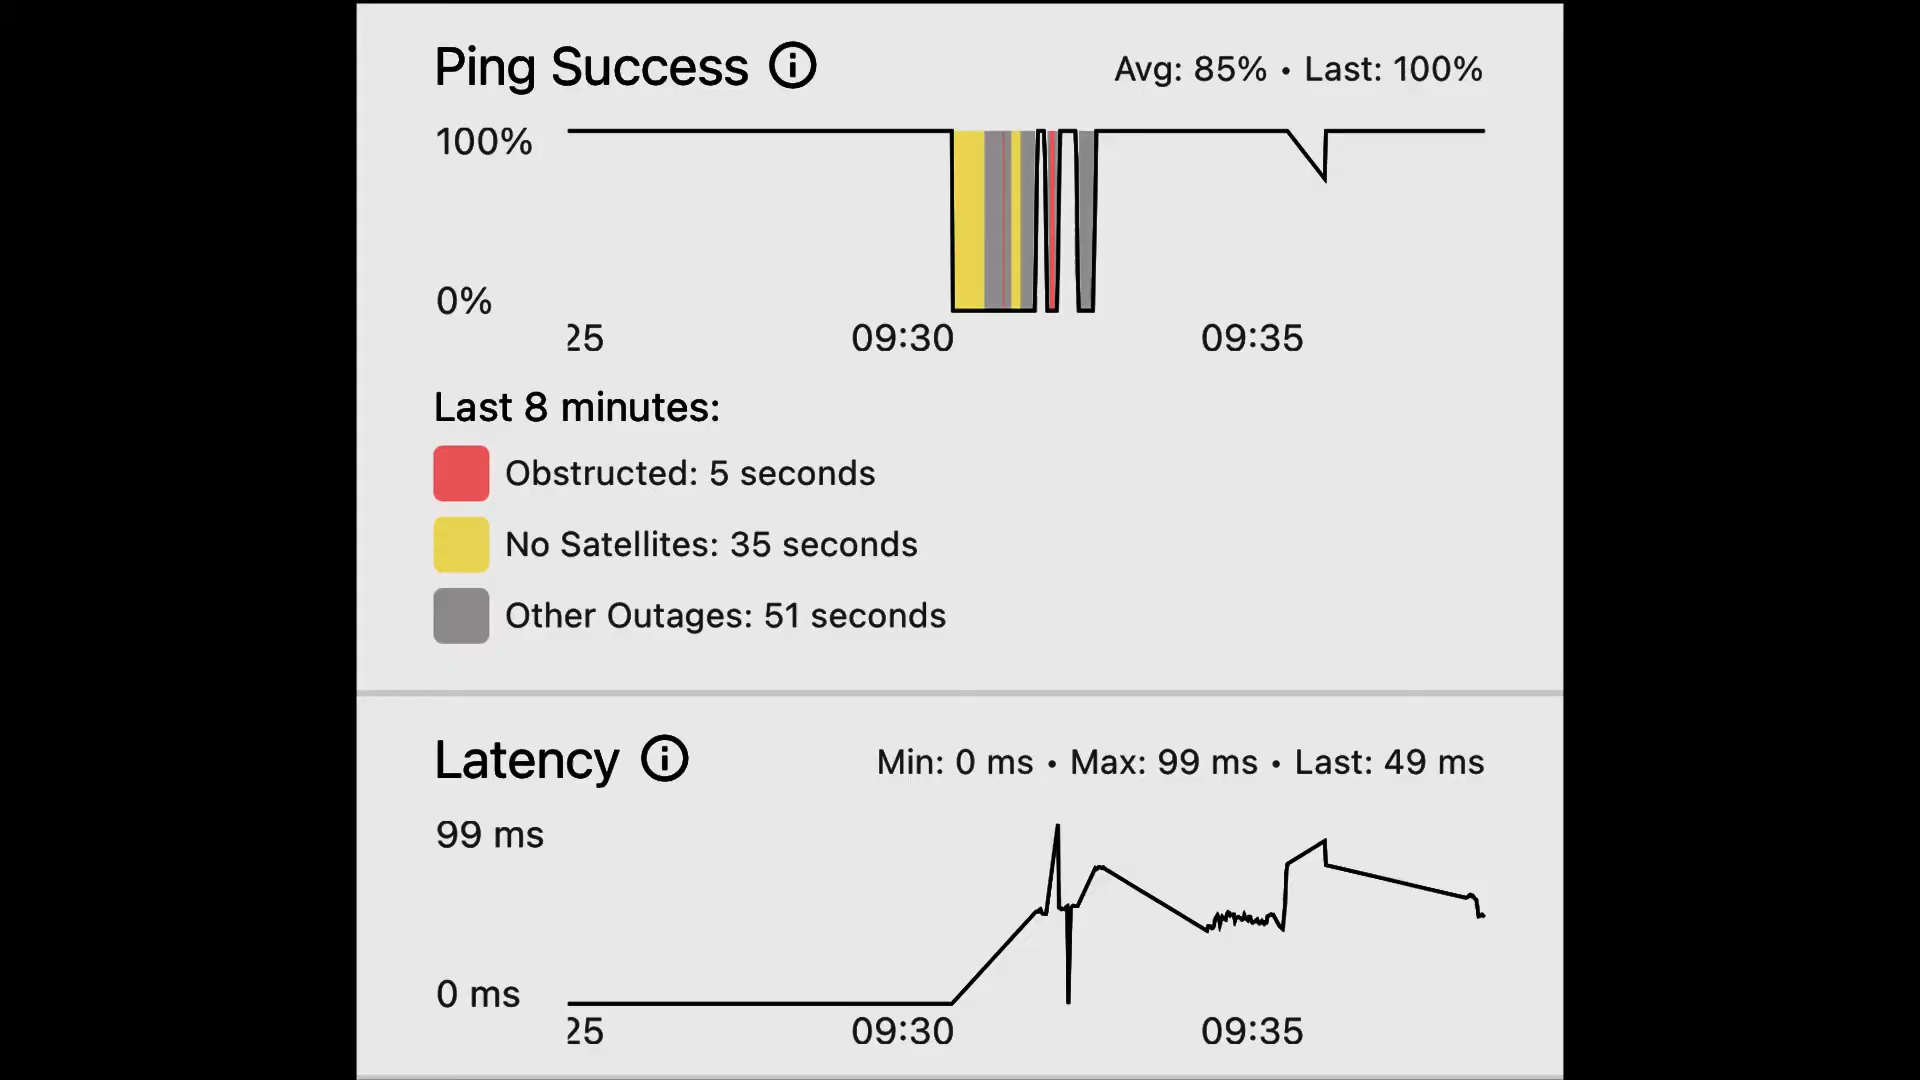 Ping Success
Avg: 85% • Last: 100%
100%
0%
25 09:30 09:35
Last 8 minutes:
Obstructed: 5 seconds
No Satellites: 35 seconds
Other Outages: 51 seconds
Latency
Min: 0 ms • Max: 99 ms • Last: 49 ms
99 ms
0 ms
25 09:30 09:35